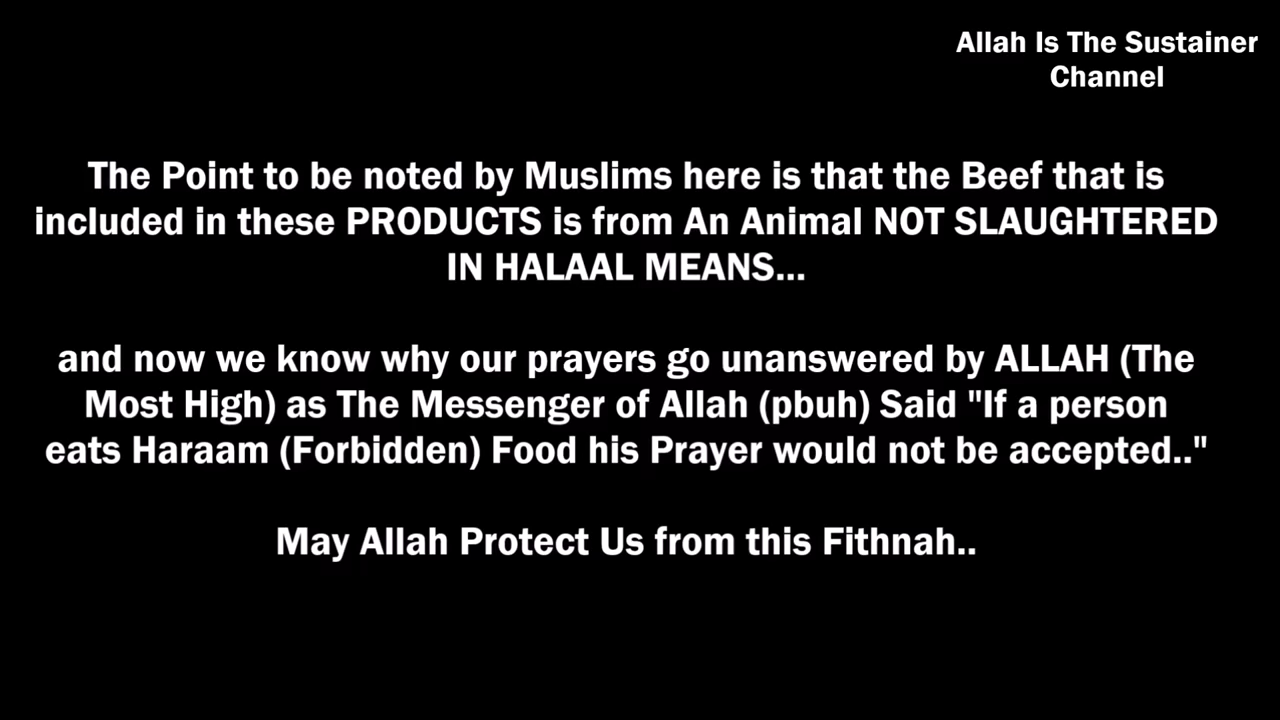 Allah Is The Sustainer
Channel
The Point to be noted by Muslims here is that the Beef that is
included in these PRODUCTS is from An Animal NOT SLAUGHTERED
IN HALAAL MEANS...
and now we know why our prayers go unanswered by ALLAH (The
Most High) as The Messenger of Allah (pbuh) Said "If a person
eats Haraam (Forbidden) Food his Prayer would not be accepted.."
May Allah Protect Us from this Fithnah..